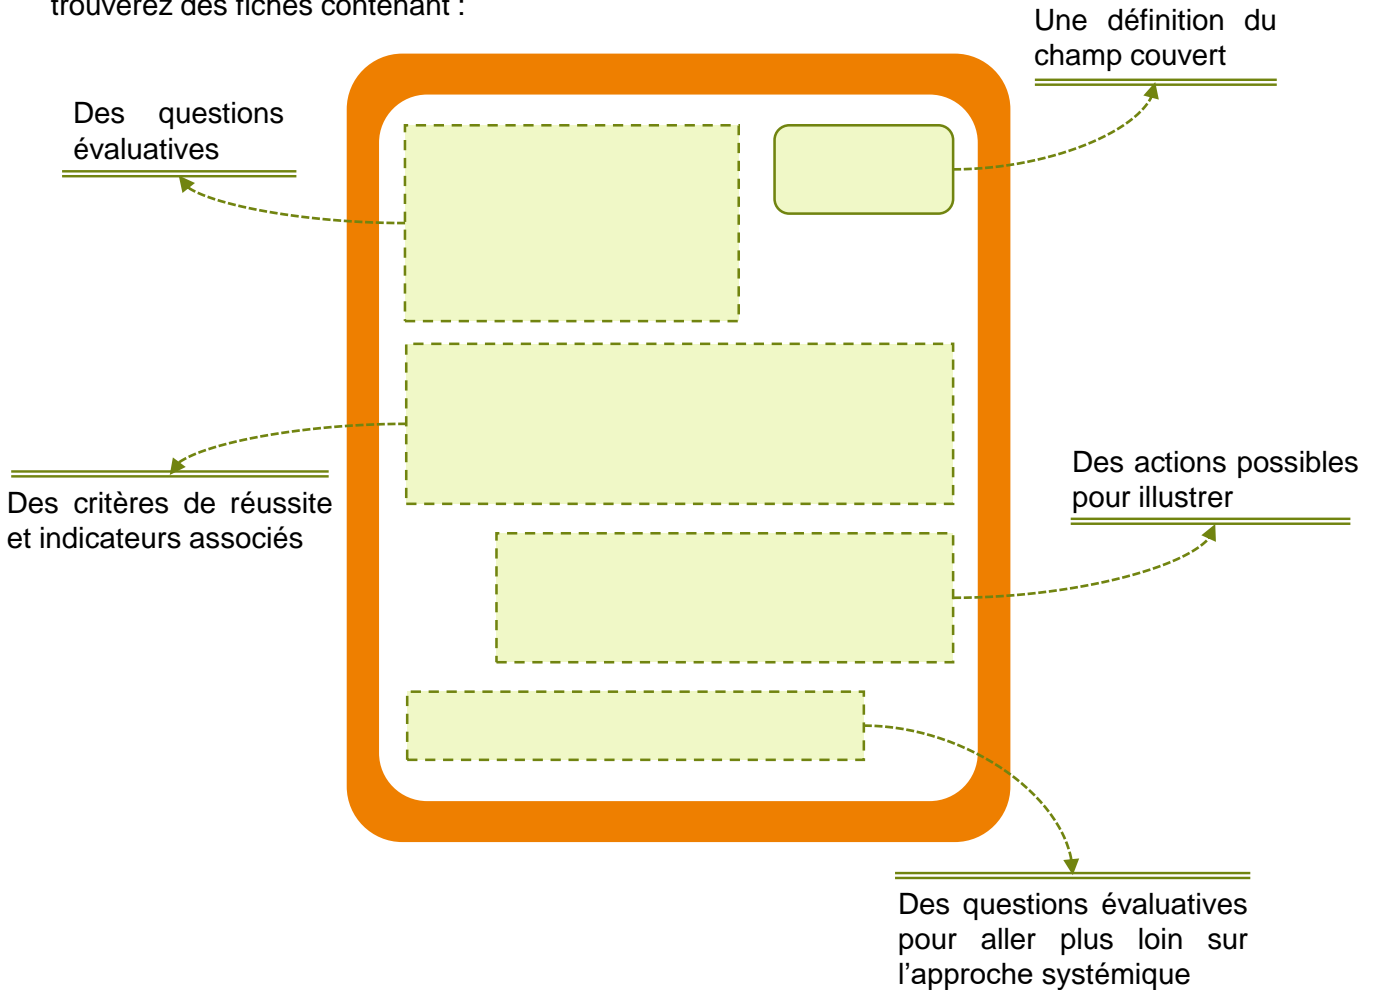 trouverez des fiches contenant :
Une définition du
champ couvert
Des questions
évaluatives
Des critères de réussite
et indicateurs associés
Des actions possibles
pour illustrer
Des questions évaluatives
pour aller plus loin sur
l’approche systémique